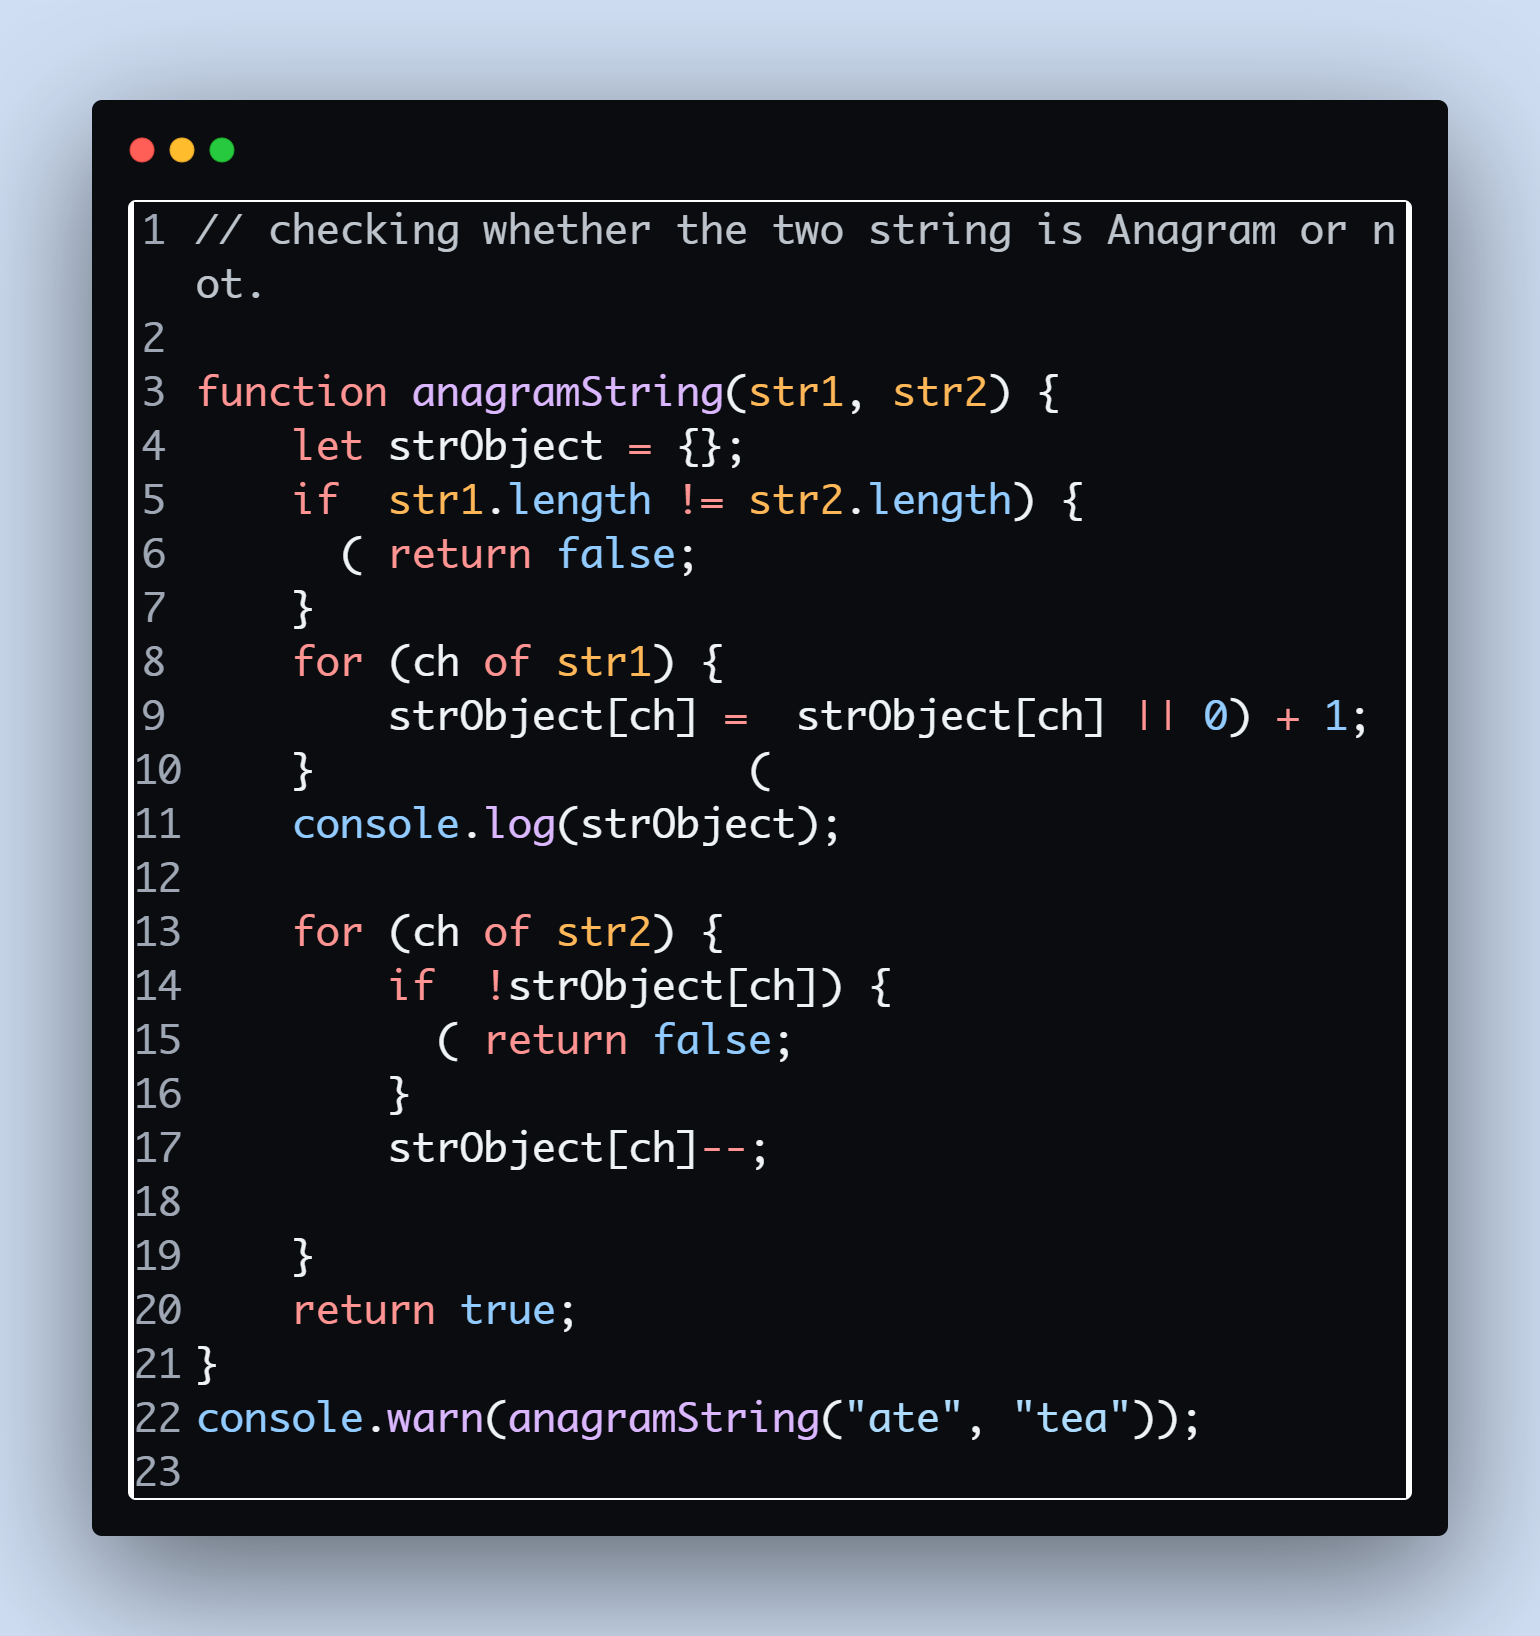 1 // checking whether the two string is Anagram or n
ot.
2
3 function anagramString(str1, str2) {
4     let strObject = {};
5     if  str1.length != str2.length) {
6       ( return false;
7     }
8     for (ch of str1) {
9         strObject[ch] =  strObject[ch] || 0) + 1;
10     }                  (
11     console.log(strObject);
12
13     for (ch of str2) {
14         if  !strObject[ch]) {
15           ( return false;
16         }
17         strObject[ch]--;
18
19     }
20     return true;
21 }
22 console.warn(anagramString("ate", "tea"));
23